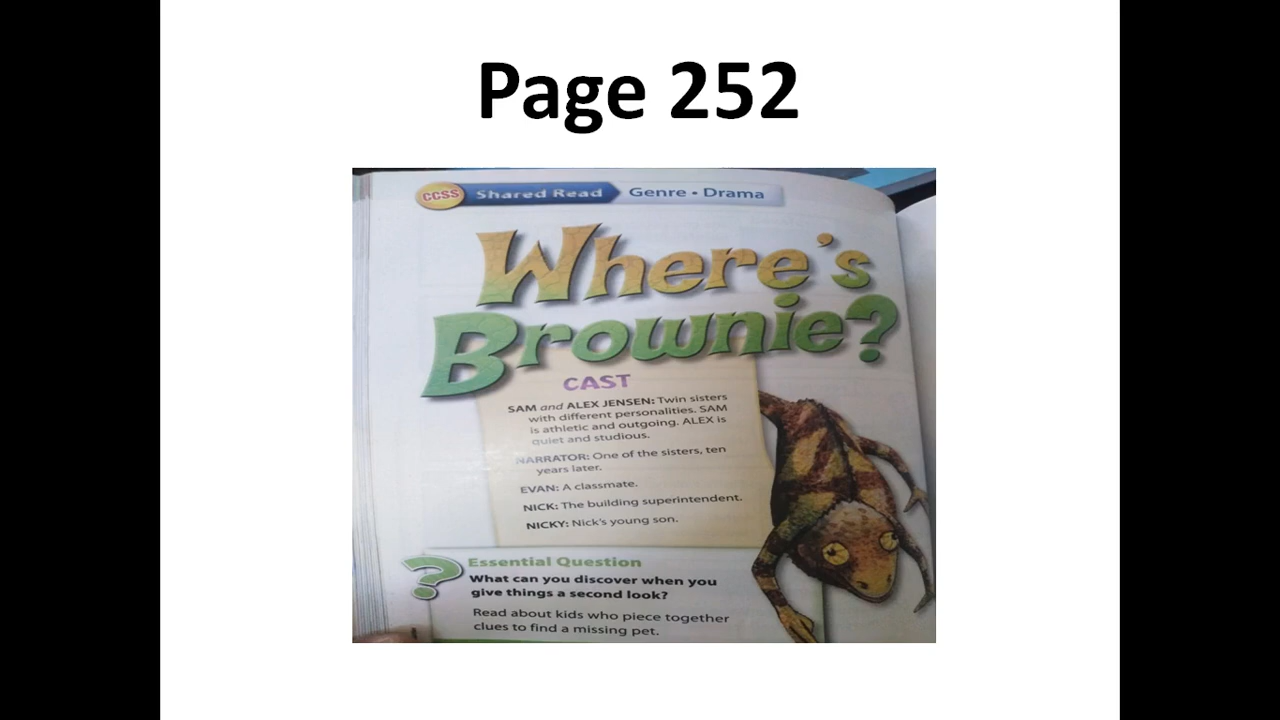 Page 252
CCSS Shared Read Genre • Drama
Where's
Brownie?
CAST
SAM and ALEX JENSEN: Twin sisters
with different personalities. SAM
is athletic and outgoing. ALEX is
quiet and studious.
NARRATOR: One of the sisters, ten
years later.
EVAN: A classmate.
NICK: The building superintendent.
NICKY: Nick's young son.
?
Essential Question
What can you discover when you
give things a second look?
Read about kids who piece together
clues to find a missing pet.